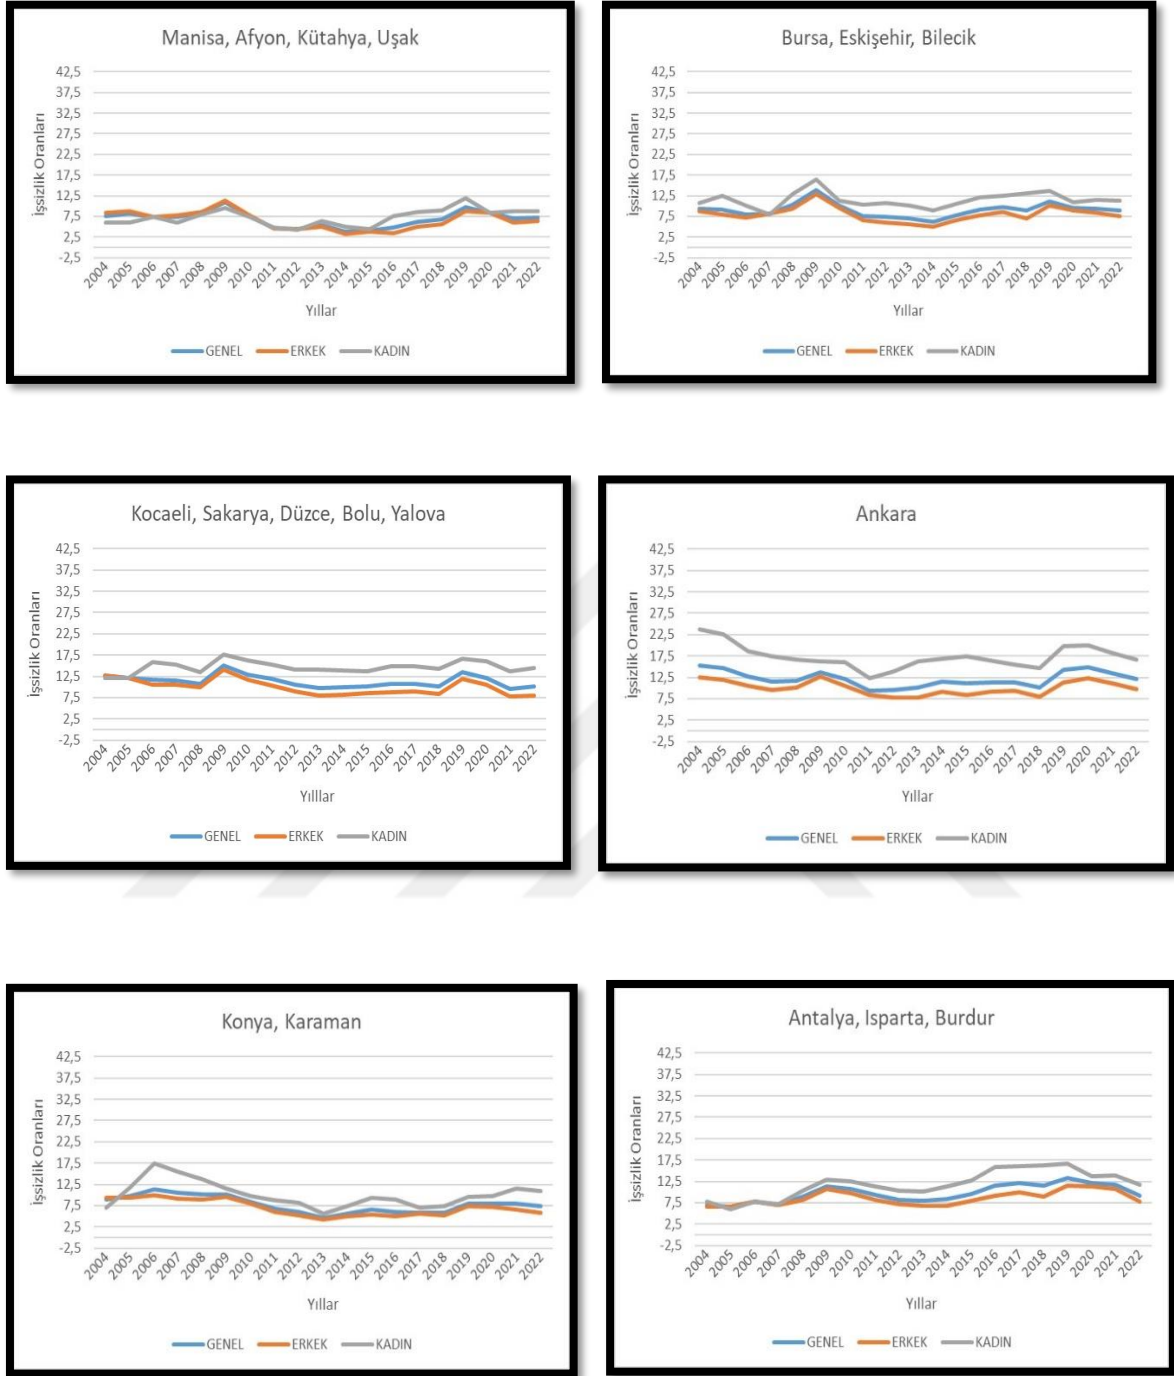 Manisa, Afyon, Kütahya, Uşak
42,5
37,5
32,5
27,5
22,5
17,5
12,5
7,5
2,5
-2,5
İşsizlik Oranları
2004 2005 2006 2007 2008 2009 2010 2011 2012 2013 2014 2015 2016 2017 2018 2019 2020 2021 2022
Yıllar
GENEL ERKEK KADIN
Bursa, Eskişehir, Bilecik
42,5
37,5
32,5
27,5
22,5
17,5
12,5
7,5
2,5
-2,5
İşsizlik Oranları
2004 2005 2006 2007 2008 2009 2010 2011 2012 2013 2014 2015 2016 2017 2018 2019 2020 2021 2022
Yıllar
GENEL ERKEK KADIN
Kocaeli, Sakarya, Düzce, Bolu, Yalova
42,5
37,5
32,5
27,5
22,5
17,5
12,5
7,5
2,5
-2,5
İşsizlik Oranları
2004 2005 2006 2007 2008 2009 2010 2011 2012 2013 2014 2015 2016 2017 2018 2019 2020 2021 2022
Yılllar
GENEL ERKEK KADIN
Ankara
42,5
37,5
32,5
27,5
22,5
17,5
12,5
7,5
2,5
-2,5
İşsizlik Oranları
2004 2005 2006 2007 2008 2009 2010 2011 2012 2013 2014 2015 2016 2017 2018 2019 2020 2021 2022
Yıllar
GENEL ERKEK KADIN
Konya, Karaman
42,5
37,5
32,5
27,5
22,5
17,5
12,5
7,5
2,5
-2,5
İşsizlik Oranları
2004 2005 2006 2007 2008 2009 2010 2011 2012 2013 2014 2015 2016 2017 2018 2019 2020 2021 2022
Yıllar
GENEL ERKEK KADIN
Antalya, Isparta, Burdur
42,5
37,5
32,5
27,5
22,5
17,5
12,5
7,5
2,5
-2,5
İşsizlik Oranları
2004 2005 2006 2007 2008 2009 2010 2011 2012 2013 2014 2015 2016 2017 2018 2019 2020 2021 2022
Yıllar
GENEL ERKEK KADIN